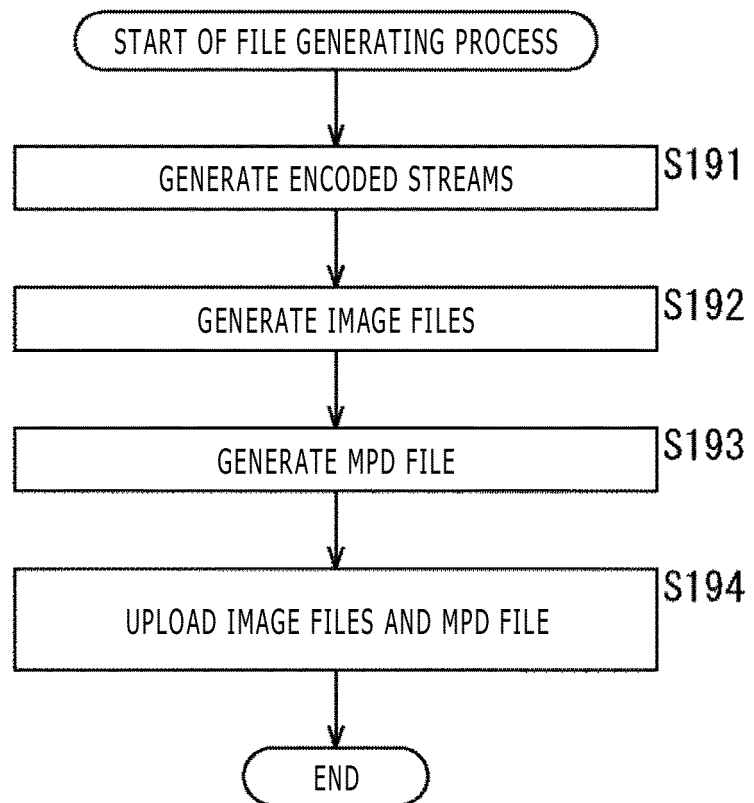 START OF FILE GENERATING PROCESS
GENERATE ENCODED STREAMS
S191
GENERATE IMAGE FILES
S192
GENERATE MPD FILE
S193
UPLOAD IMAGE FILES AND MPD FILE
S194
END